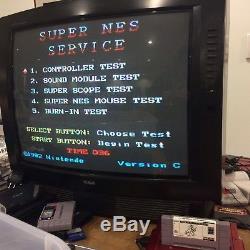 SUPER NES
SERVICE
1. CONTROLLER TEST
2. SOUND MODULE TEST
3. SUPER SCOPE TEST
4. SUPER NES MOUSE TEST
5. BURN-IN TEST
SELECT BUTTON: Choose Test
START BUTTON: Begin Test
TIME 036
©1992 Nintendo Version C
RCA